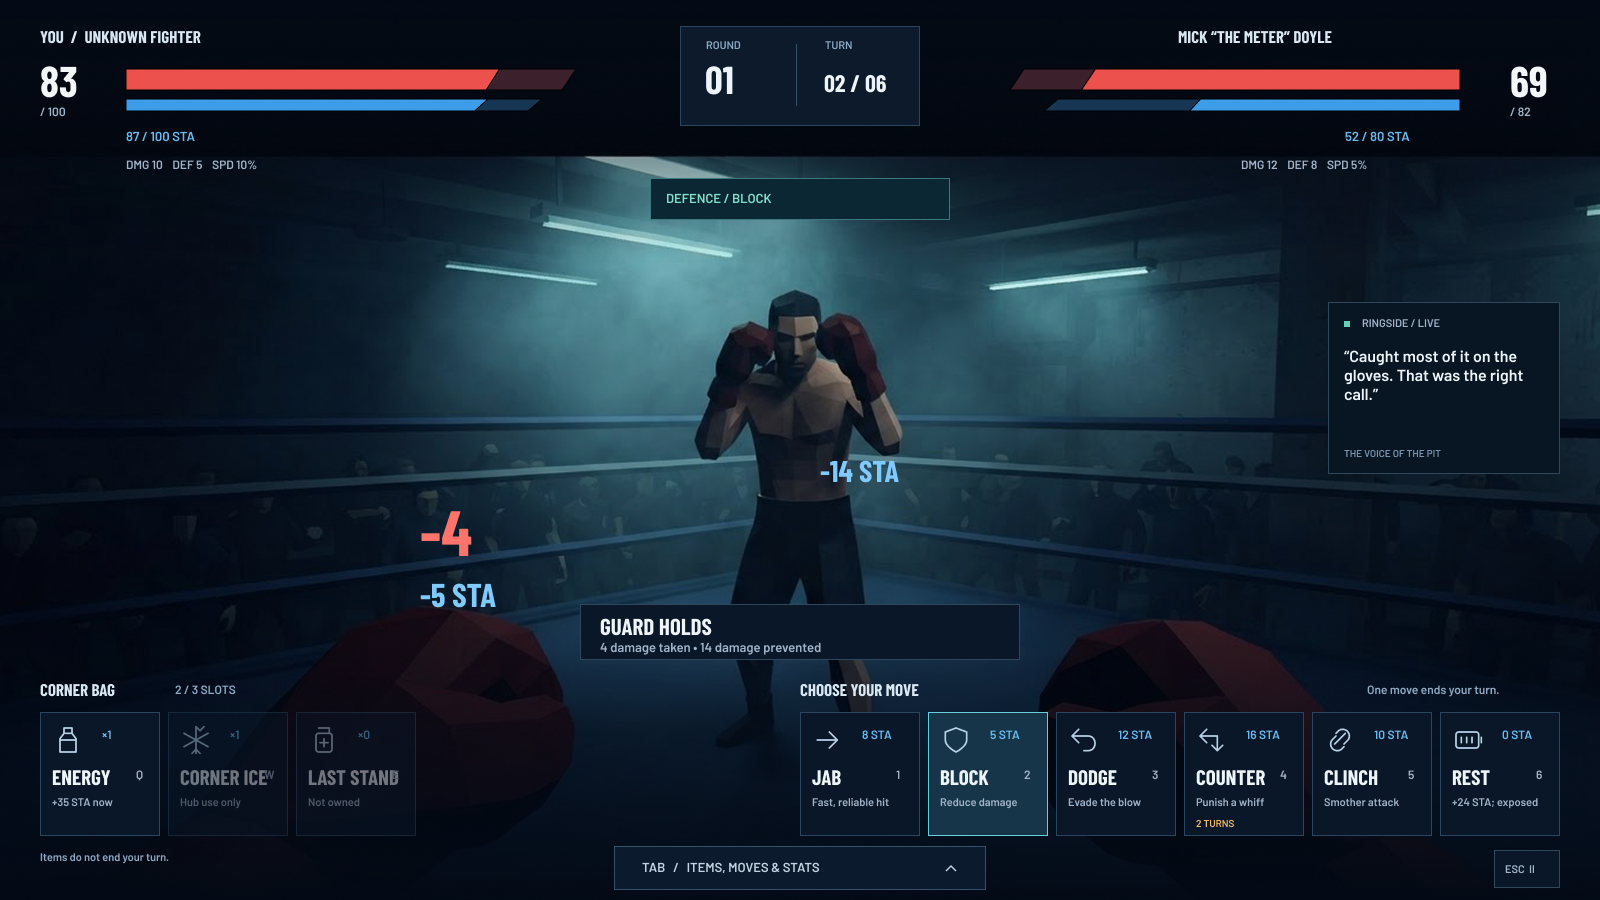 YOU / UNKNOWN FIGHTER
83
/ 100
87 / 100 STA
DMG 10 DEF 5 SPD 10%
ROUND
01
TURN
02 / 06
MICK “THE METER” DOYLE
69
/ 82
52 / 80 STA
DMG 12 DEF 8 SPD 5%
DEFENCE / BLOCK
RINGSIDE / LIVE
“Caught most of it on the
gloves. That was the right
call.”
THE VOICE OF THE PIT
-14 STA
-4
-5 STA
GUARD HOLDS
4 damage taken • 14 damage prevented
CORNER BAG
2 / 3 SLOTS
×1
ENERGY Q
+35 STA now
×1
CORNER ICE W
Hub use only
×0
LAST STAND
Not owned
Items do not end your turn.
CHOOSE YOUR MOVE
One move ends your turn.
8 STA
JAB 1
Fast, reliable hit
5 STA
BLOCK 2
Reduce damage
12 STA
DODGE 3
Evade the blow
16 STA
COUNTER 4
Punish a whiff
2 TURNS
10 STA
CLINCH 5
Smother attack
0 STA
REST 6
+24 STA; exposed
TAB / ITEMS, MOVES & STATS
ESC II